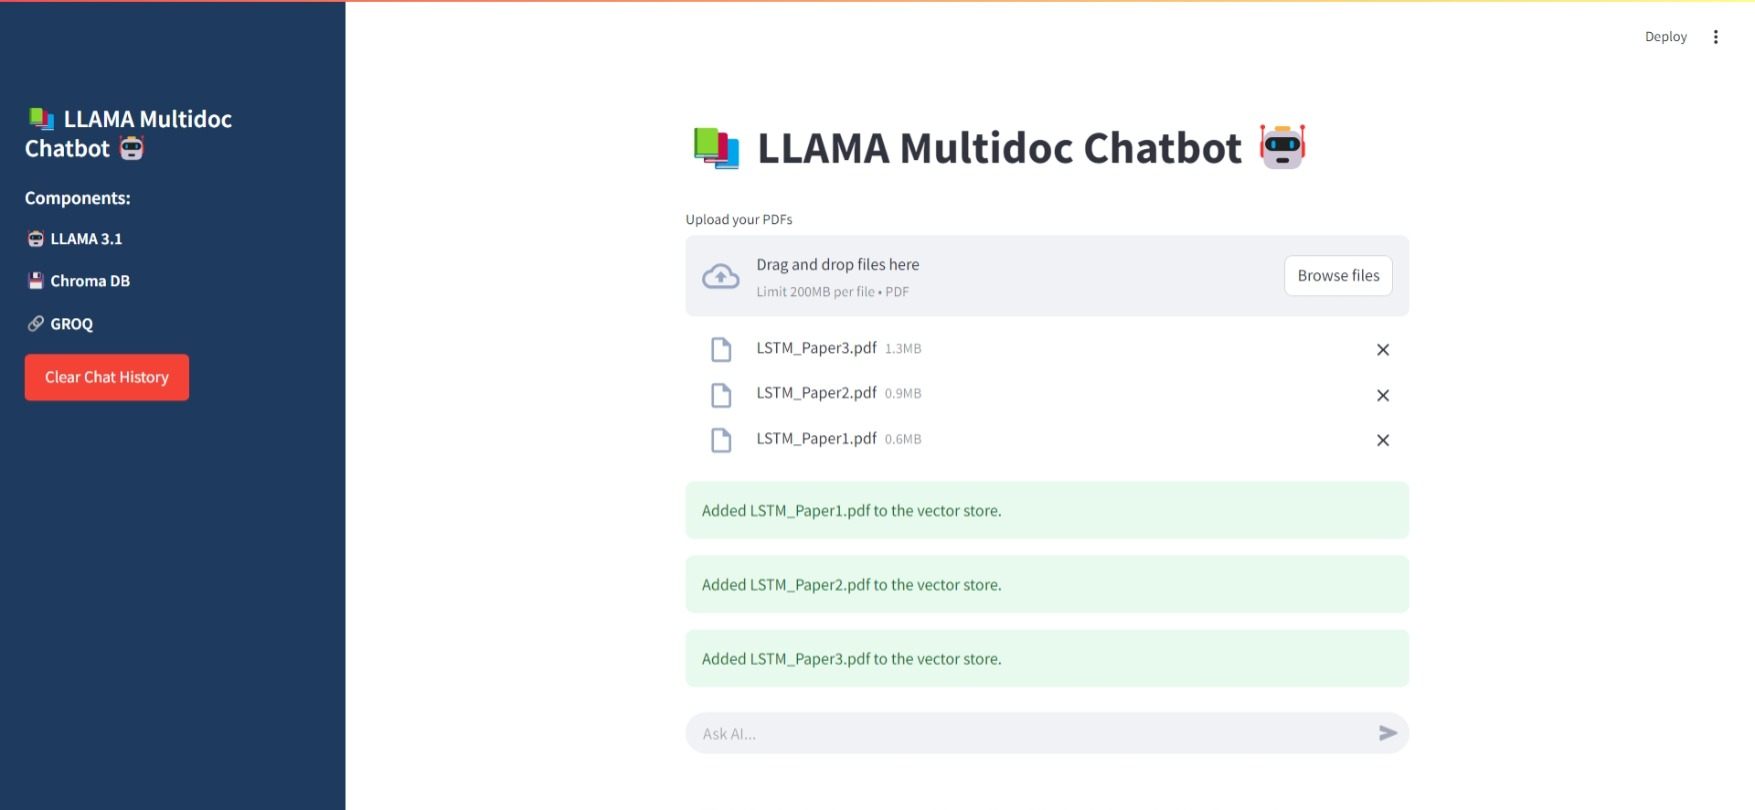 Deploy
LLAMA Multidoc
Chatbot
Components:
LLAMA 3.1
Chroma DB
GROQ
Clear Chat History
LLAMA Multidoc Chatbot
Upload your PDFs
Drag and drop files here
Limit 200MB per file • PDF
Browse files
LSTM_Paper3.pdf 1.3MB
LSTM_Paper2.pdf 0.9MB
LSTM_Paper1.pdf 0.6MB
Added LSTM_Paper1.pdf to the vector store.
Added LSTM_Paper2.pdf to the vector store.
Added LSTM_Paper3.pdf to the vector store.
Ask AI...